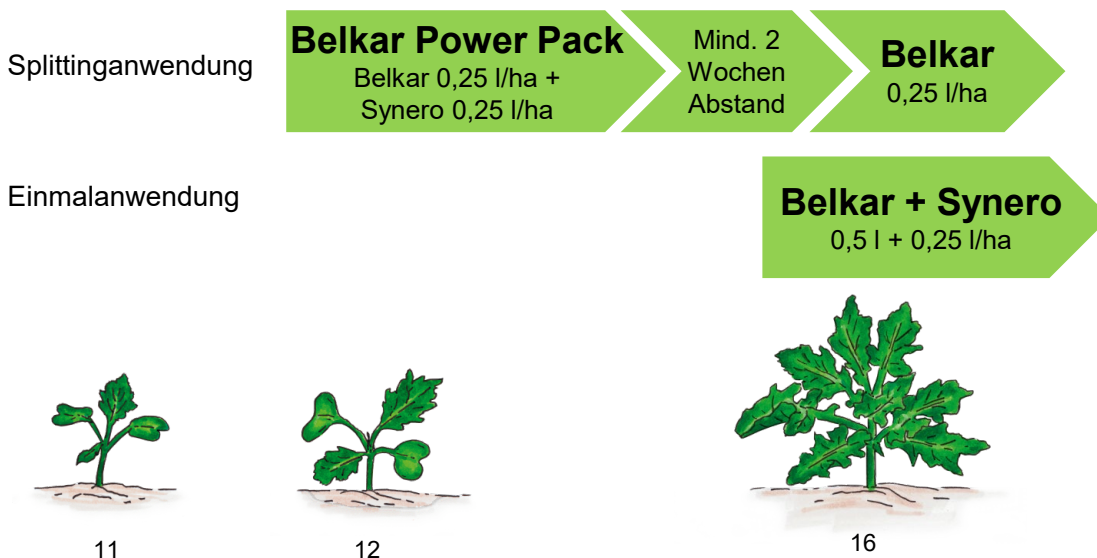 Splittinganwendung
Belkar Power Pack
Belkar 0,25 l/ha +
Synero 0,25 l/ha
Mind. 2
Wochen
Abstand
Belkar
0,25 l/ha
Einmalanwendung
Belkar + Synero
0,5 l + 0,25 l/ha
11
12
16